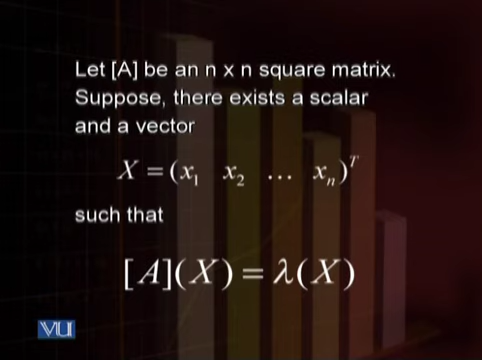 Let [A] be an n x n square matrix.
Suppose, there exists a scalar
and a vector
X = (x₁ x₂ … xₙ)ᵀ
such that
[A](X) = λ(X)
VU